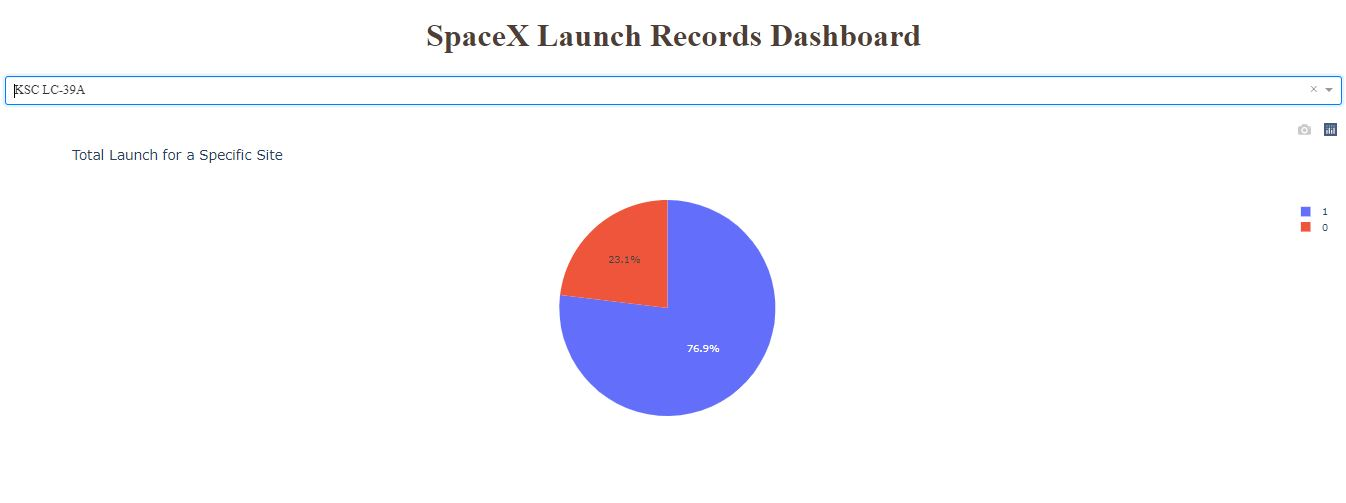 SpaceX Launch Records Dashboard
KSC LC-39A
Total Launch for a Specific Site
1
0
23.1%
76.9%